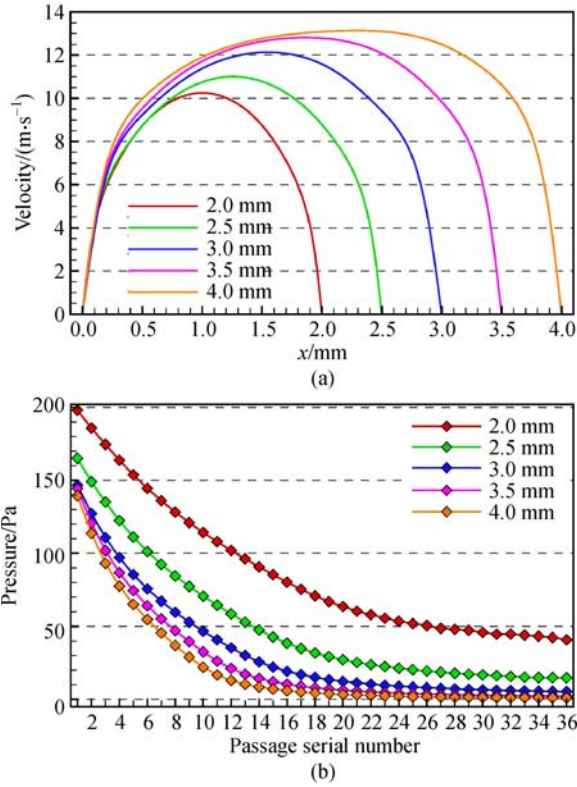 Velocity/(m·s⁻¹)
14
12
10
8
6
4
2
0
2.0 mm
2.5 mm
3.0 mm
3.5 mm
4.0 mm
0.0 0.5 1.0 1.5 2.0 2.5 3.0 3.5 4.0
x/mm
(a)
Pressure/Pa
200
150
100
50
0
2.0 mm
2.5 mm
3.0 mm
3.5 mm
4.0 mm
2 4 6 8 10 12 14 16 18 20 22 24 26 28 30 32 34 36
Passage serial number
(b)